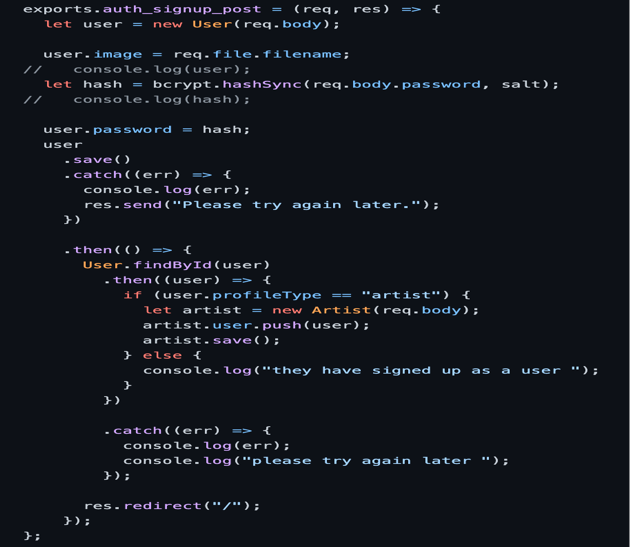 exports.auth_signup_post = (req, res) => {
  let user = new User(req.body);
  user.image = req.file.filename;
//   console.log(user);
  let hash = bcrypt.hashSync(req.body.password, salt);
//   console.log(hash);
  user.password = hash;
  user
    .save()
    .catch((err) => {
      console.log(err);
      res.send("Please try again later.");
    })
    .then(() => {
      User.findById(user)
        .then((user) => {
          if (user.profileType == "artist") {
            let artist = new Artist(req.body);
            artist.user.push(user);
            artist.save();
          } else {
            console.log("they have signed up as a user ");
          }
        })
        .catch((err) => {
          console.log(err);
          console.log("please try again later ");
        });
      res.redirect("/");
    });
};